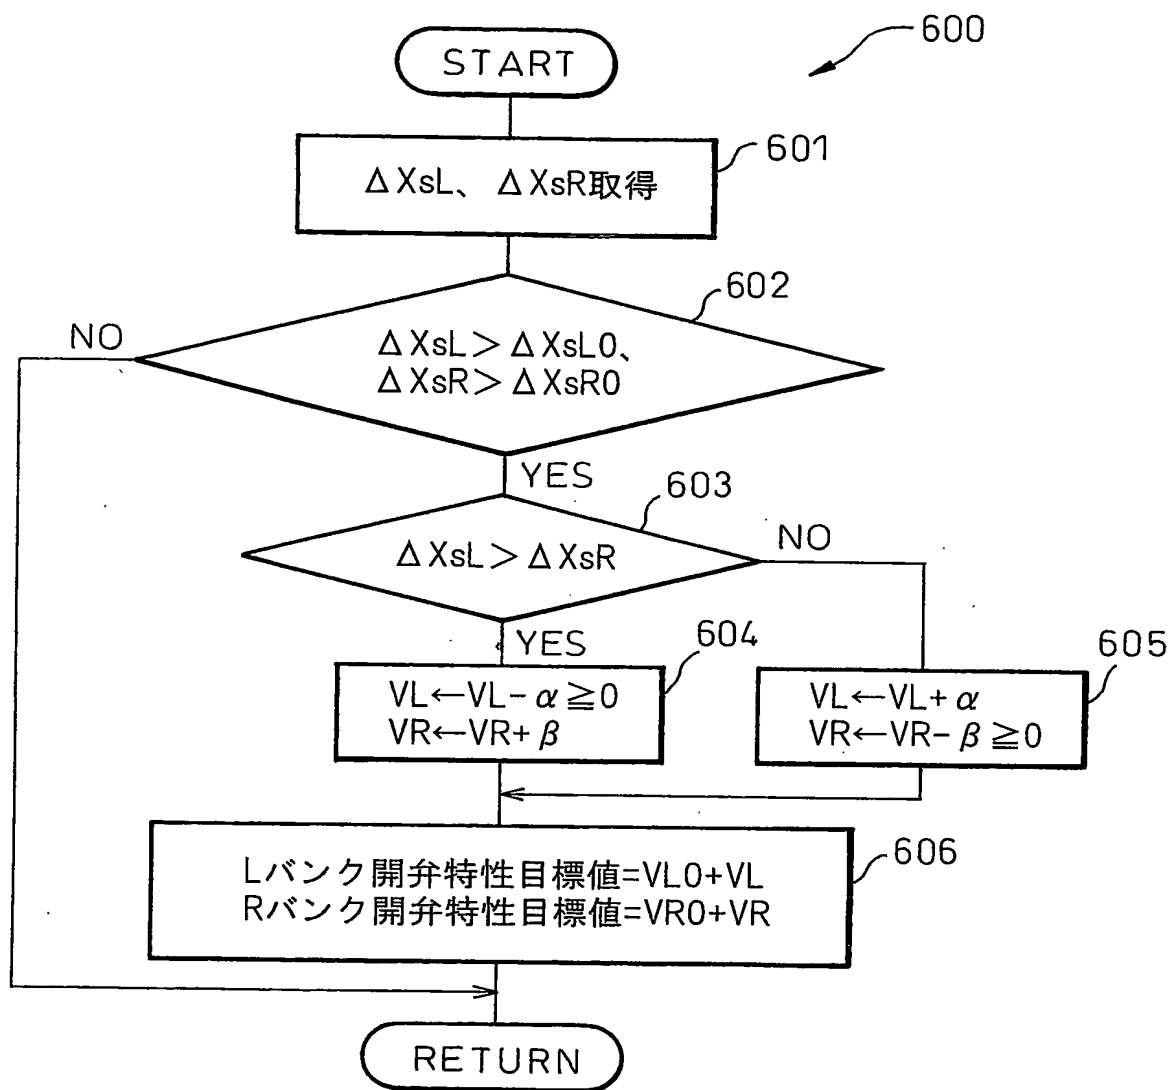 600
START
601
ΔXsL、ΔXsR取得
602
NO
ΔXsL>ΔXsL0、
ΔXsR>ΔXsR0
YES
603
ΔXsL>ΔXsR
NO
YES
604
VL←VL-α≧0
VR←VR+β
605
VL←VL+α
VR←VR-β≧0
606
Lバンク開弁特性目標値=VL0+VL
Rバンク開弁特性目標値=VR0+VR
RETURN